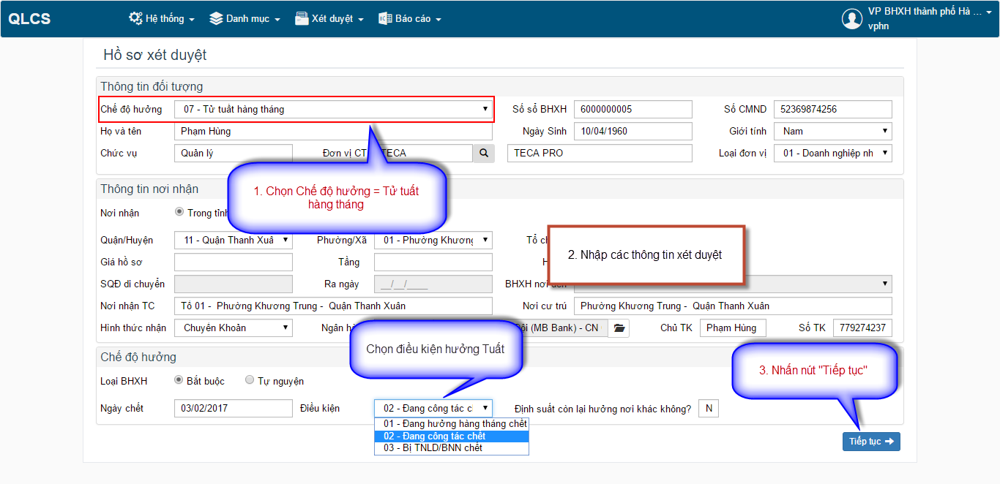 QLCS
Hệ thống
Danh mục
Xét duyệt
Báo cáo
VP BHXH thành phố Hà ...
vphn
Hồ sơ xét duyệt
Thông tin đối tượng
Chế độ hưởng 07 - Tử tuất hàng tháng Số sổ BHXH 6000000005 Số CMND 52369874256
Họ và tên Phạm Hùng Ngày Sinh 10/04/1960 Giới tính Nam
Chức vụ Quản lý Đơn vị CT TECA TECA PRO Loại đơn vị 01 - Doanh nghiệp nh
1. Chọn Chế độ hưởng = Tử tuất
hàng tháng
Thông tin nơi nhận
Nơi nhận Trong tỉnh
Quận/Huyện 11 - Quận Thanh Xuâ Phường/Xã 01 - Phường Khương
2. Nhập các thông tin xét duyệt
Giá hồ sơ Tầng
SQĐ di chuyển Ra ngày __/__/____ BHXH nơi đến
Nơi nhận TC Tổ 01 - Phường Khương Trung - Quận Thanh Xuân Nơi cư trú Phường Khương Trung - Quận Thanh Xuân
Hình thức nhận Chuyển Khoản Ngân (MB Bank) - CN Chủ TK Phạm Hùng Số TK 779274237
Chọn điều kiện hưởng Tuất
Chế độ hưởng
3. Nhấn nút "Tiếp tục"
Loại BHXH Bắt buộc Tự nguyện
Ngày chết 03/02/2017 Điều kiện 02 - Đang công tác c Định suất còn lại hưởng nơi khác không? N
01 - Đang hưởng hàng tháng chết
02 - Đang công tác chết
03 - Bị TNLD/BNN chết
Tiếp tục